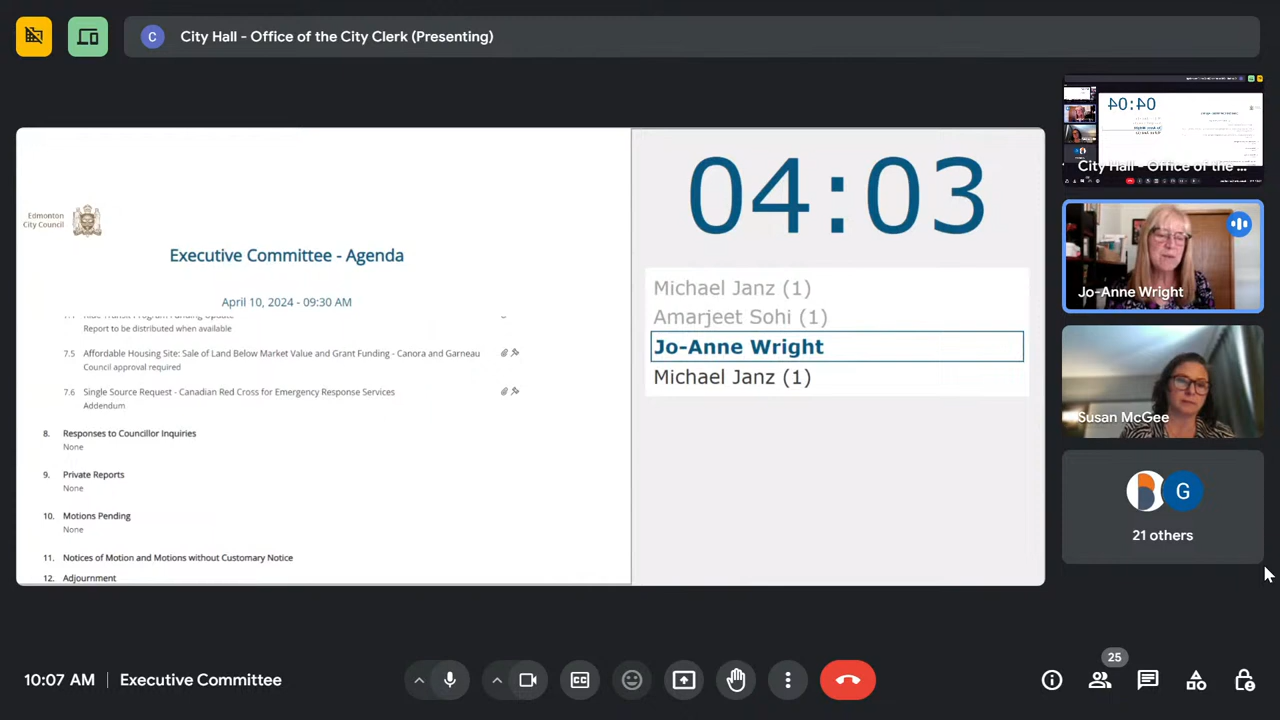 City Hall - Office of the City Clerk (Presenting)
C
Edmonton
City Council
Executive Committee - Agenda
April 10, 2024 - 09:30 AM
Report to be distributed when available
7.5 Affordable Housing Site: Sale of Land Below Market Value and Grant Funding - Canora and Garneau
Council approval required
7.6 Single Source Request - Canadian Red Cross for Emergency Response Services
Addendum
8. Responses to Councillor Inquiries
None
9. Private Reports
None
10. Motions Pending
None
11. Notices of Motion and Motions without Customary Notice
12. Adjournment
04:03
Michael Janz (1)
Amarjeet Sohi (1)
Jo-Anne Wright
Michael Janz (1)
04:04
City Hall - Office of the ...
Jo-Anne Wright
Susan McGee
G
21 others
10:07 AM | Executive Committee
25